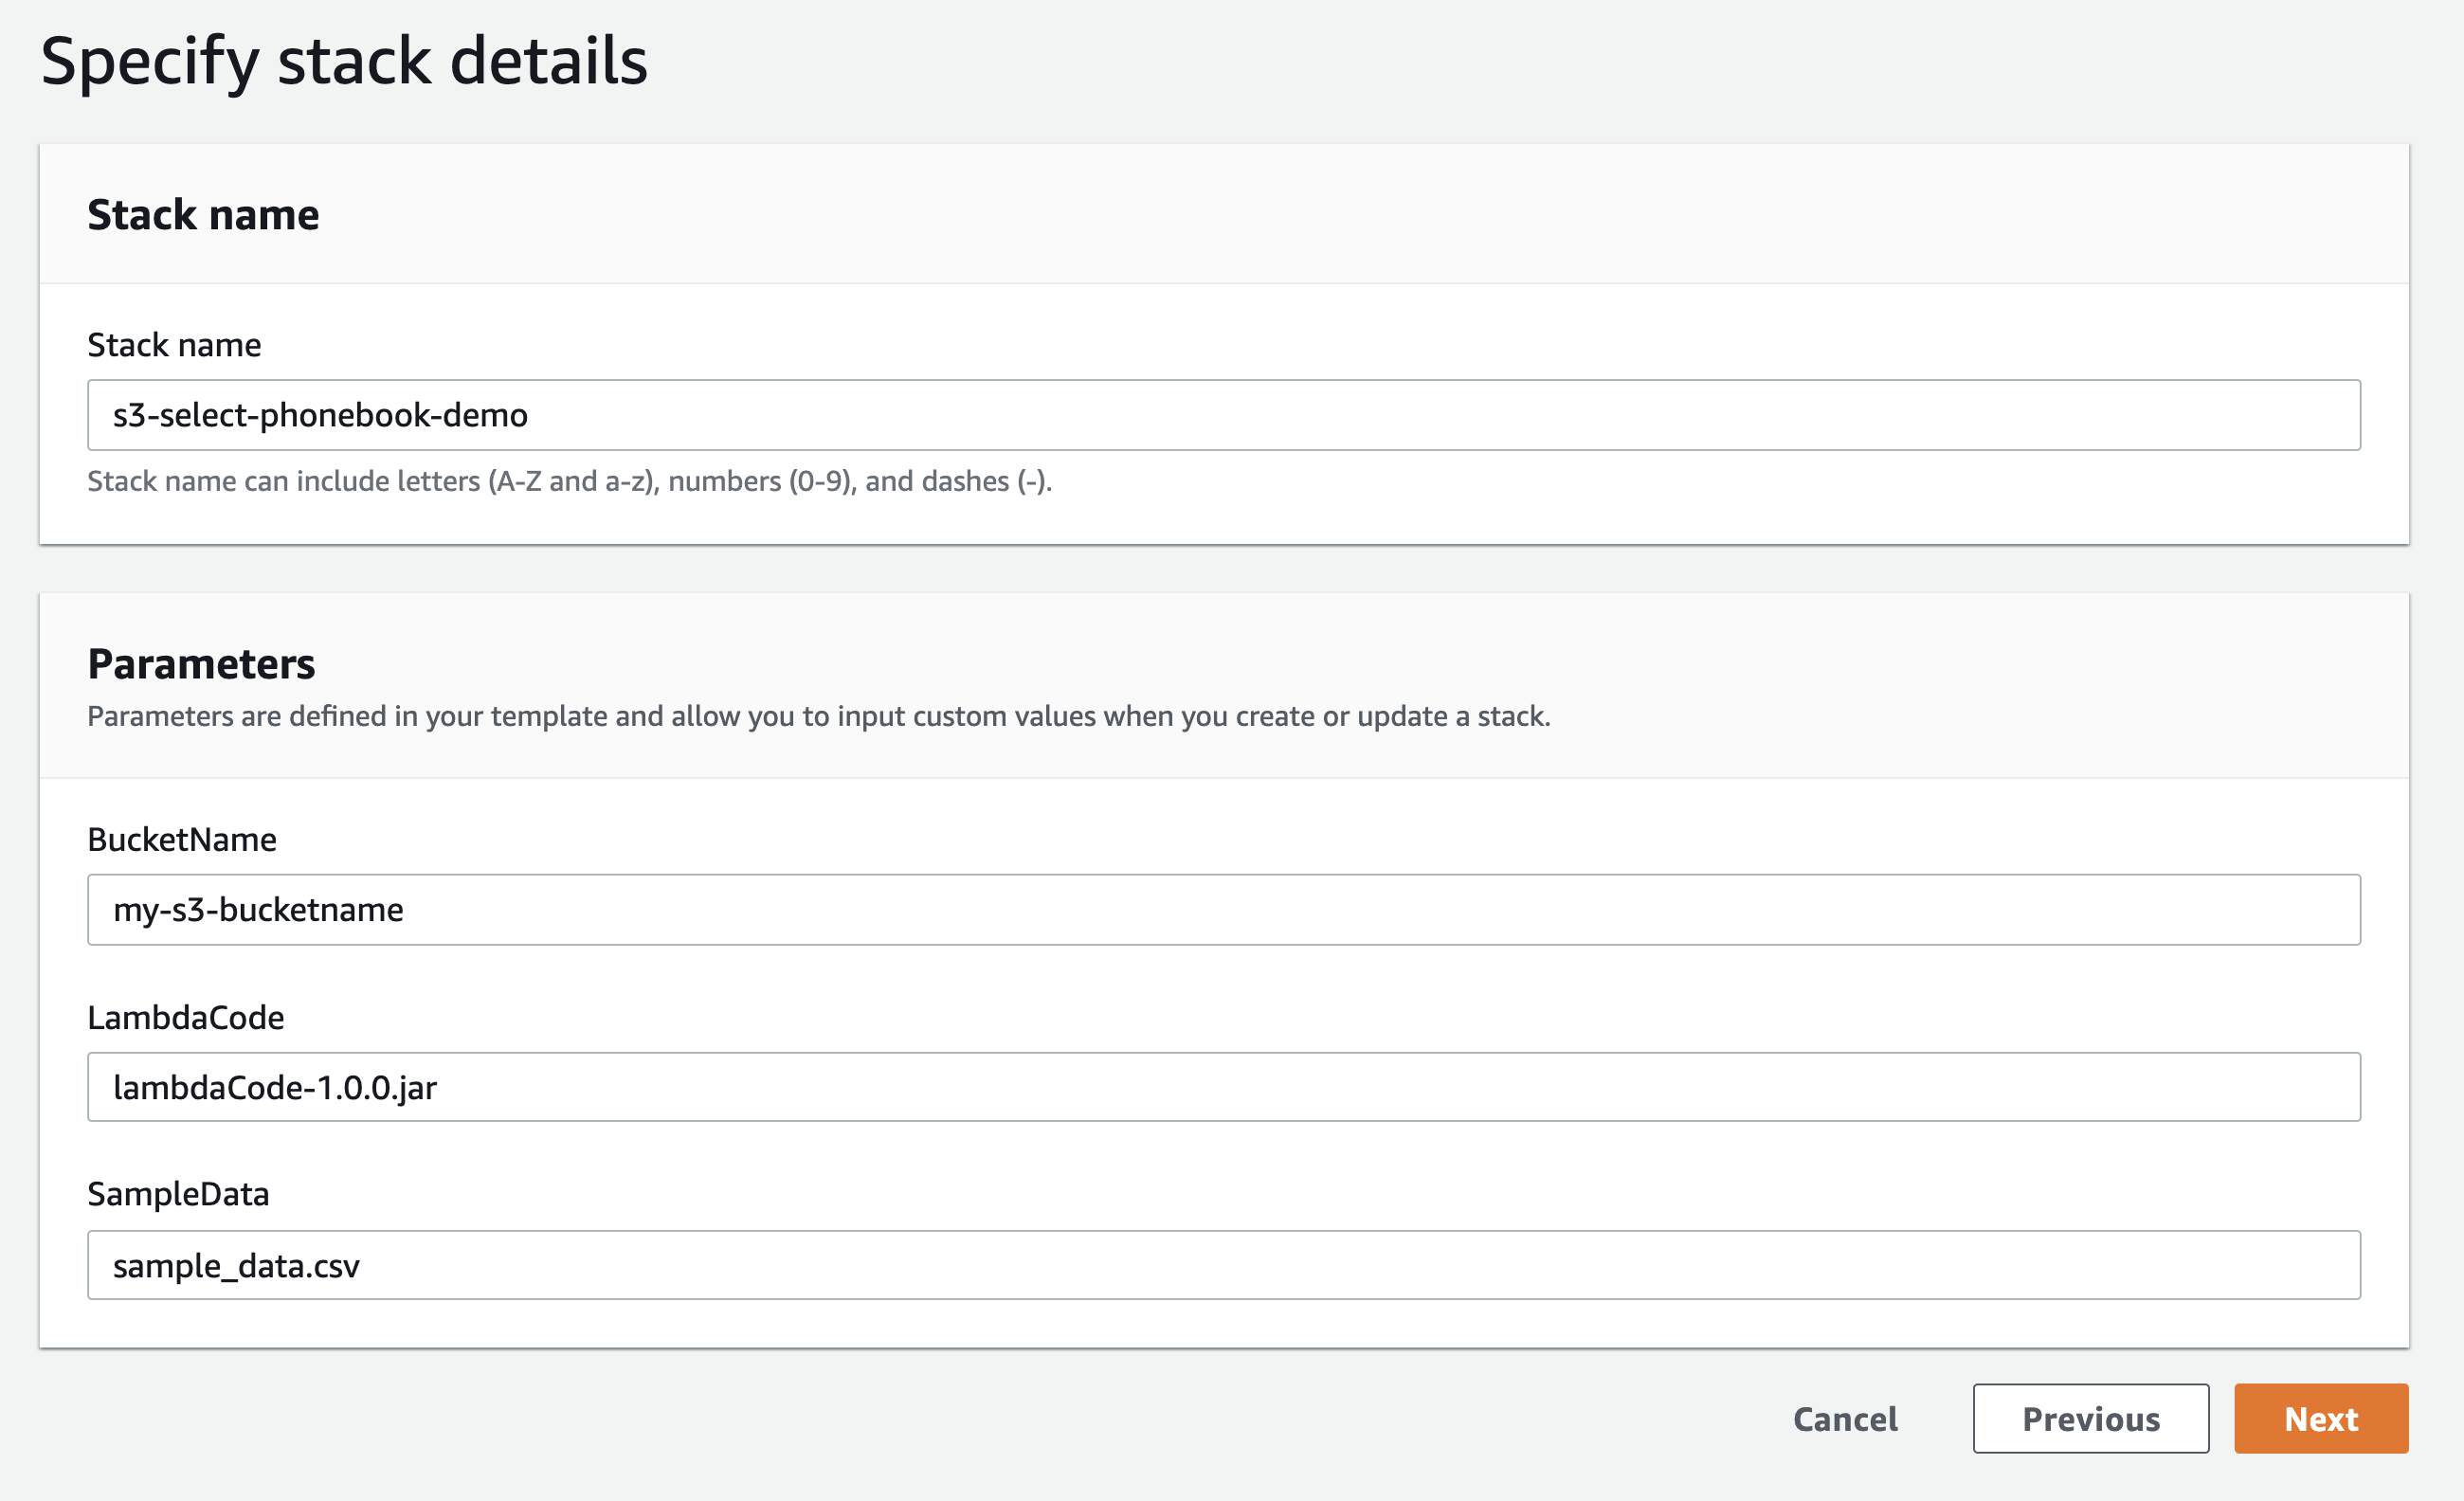 Specify stack details
Stack name
Stack name
s3-select-phonebook-demo
Stack name can include letters (A-Z and a-z), numbers (0-9), and dashes (-).
Parameters
Parameters are defined in your template and allow you to input custom values when you create or update a stack.
BucketName
my-s3-bucketname
LambdaCode
lambdaCode-1.0.0.jar
SampleData
sample_data.csv
Cancel Previous Next